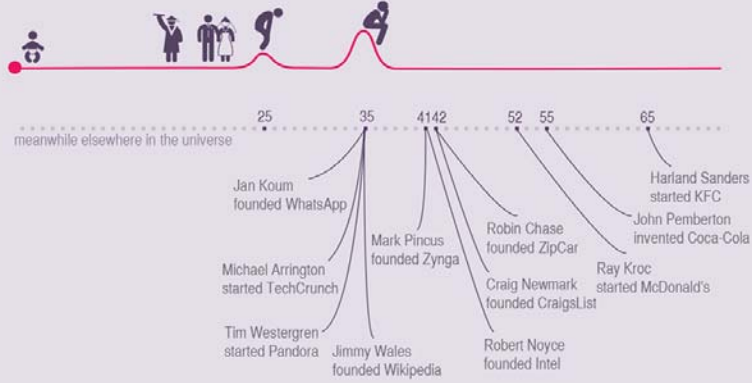 25
35
41
42
52
55
65
meanwhile elsewhere in the universe
Jan Koum
founded WhatsApp
Michael Arrington
started TechCrunch
Tim Westergren
started Pandora
Jimmy Wales
founded Wikipedia
Mark Pincus
founded Zynga
Robin Chase
founded ZipCar
Craig Newmark
founded CraigsList
Robert Noyce
founded Intel
Ray Kroc
started McDonald's
John Pemberton
invented Coca-Cola
Harland Sanders
started KFC